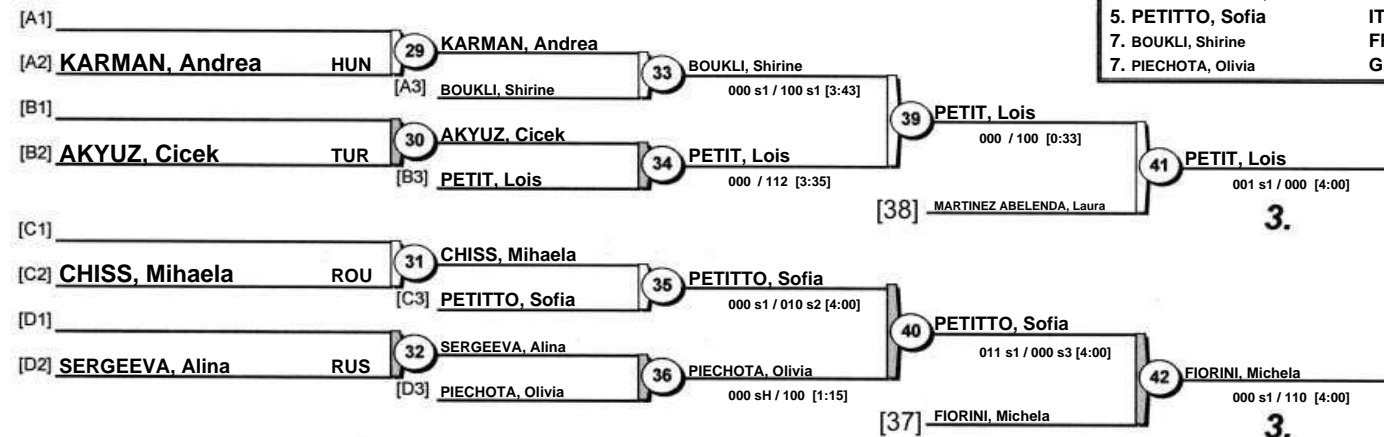 5. PETITTO, Sofia IT
7. BOUKLI, Shirine
7. PIECHOTA, Olivia G
[A1]
[A2] KARMAN, Andrea HUN
29
KARMAN, Andrea
[A3] BOUKLI, Shirine
33
BOUKLI, Shirine
000 s1 / 100 s1 [3:43]
[B1]
[B2] AKYUZ, Cicek TUR
30
AKYUZ, Cicek
[B3] PETIT, Lois
34
PETIT, Lois
000 / 112 [3:35]
39
PETIT, Lois
000 / 100 [0:33]
[38] MARTINEZ ABELENDA, Laura
41
PETIT, Lois
001 s1 / 000 [4:00]
3.
[C1]
[C2] CHISS, Mihaela ROU
31
CHISS, Mihaela
[C3] PETITTO, Sofia
35
PETITTO, Sofia
000 s1 / 010 s2 [4:00]
[D1]
[D2] SERGEEVA, Alina RUS
32
SERGEEVA, Alina
[D3] PIECHOTA, Olivia
36
PIECHOTA, Olivia
000 sH / 100 [1:15]
40
PETITTO, Sofia
011 s1 / 000 s3 [4:00]
[37] FIORINI, Michela
42
FIORINI, Michela
000 s1 / 110 [4:00]
3.